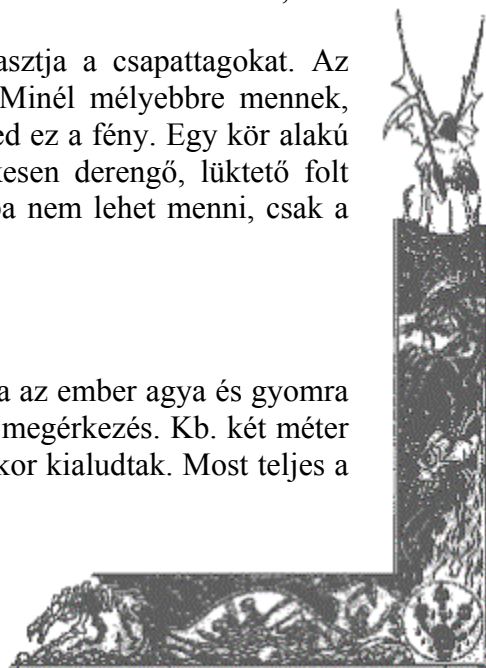 asztja a csapattagokat. Az
Minél mélyebbre mennek,
ed ez a fény. Egy kör alakú
kesen derengő, lüktető folt
ba nem lehet menni, csak a
a az ember agya és gyomra
megérkezés. Kb. két méter
kor kialudtak. Most teljes a